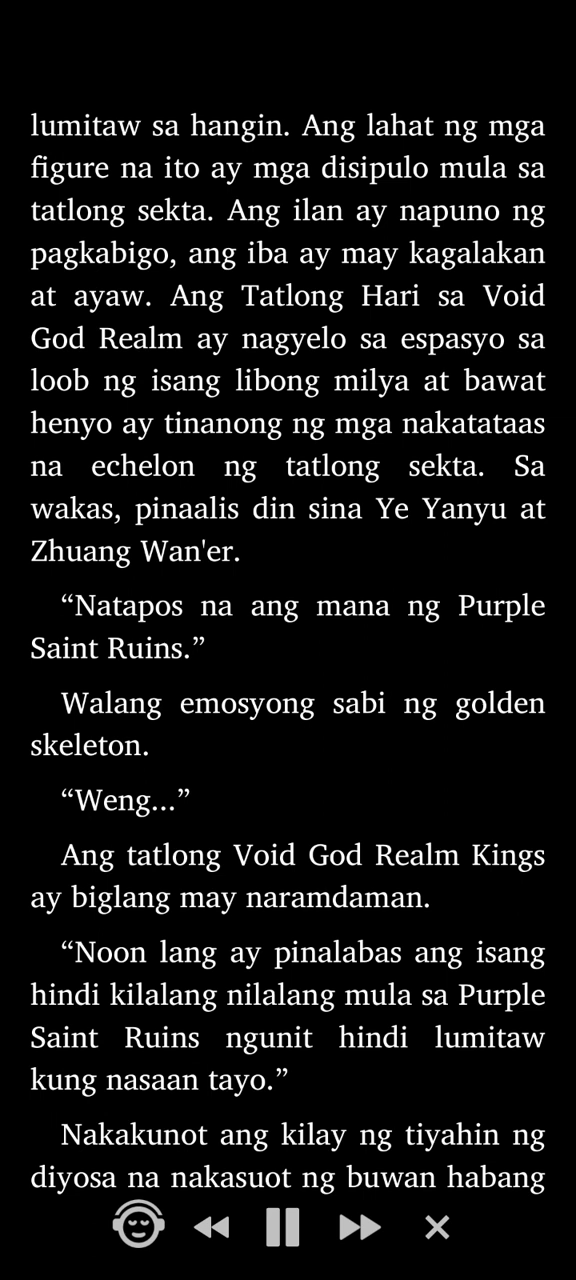 lumitaw sa hangin. Ang lahat ng mga
figure na ito ay mga disipulo mula sa
tatlong sekta. Ang ilan ay napuno ng
pagkabigo, ang iba ay may kagalakan
at ayaw. Ang Tatlong Hari sa Void
God Realm ay nagyelo sa espasyo sa
loob ng isang libong milya at bawat
henyo ay tinanong ng mga nakatataas
na echelon ng tatlong sekta. Sa
wakas, pinaalis din sina Ye Yanyu at
Zhuang Wan'er.
“Natapos na ang mana ng Purple
Saint Ruins.”
Walang emosyong sabi ng golden
skeleton.
“Weng...”
Ang tatlong Void God Realm Kings
ay biglang may naramdaman.
“Noon lang ay pinalabas ang isang
hindi kilalang nilalang mula sa Purple
Saint Ruins ngunit hindi lumitaw
kung nasaan tayo.”
Nakakunot ang kilay ng tiyahin ng
diyosa na nakasuot ng buwan habang